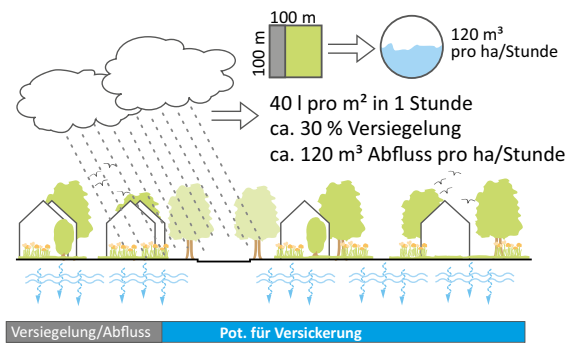 100 m
100 m
120 m³
pro ha/Stunde
40 l pro m² in 1 Stunde
ca. 30 % Versiegelung
ca. 120 m³ Abfluss pro ha/Stunde
Versiegelung/Abfluss
Pot. für Versickerung